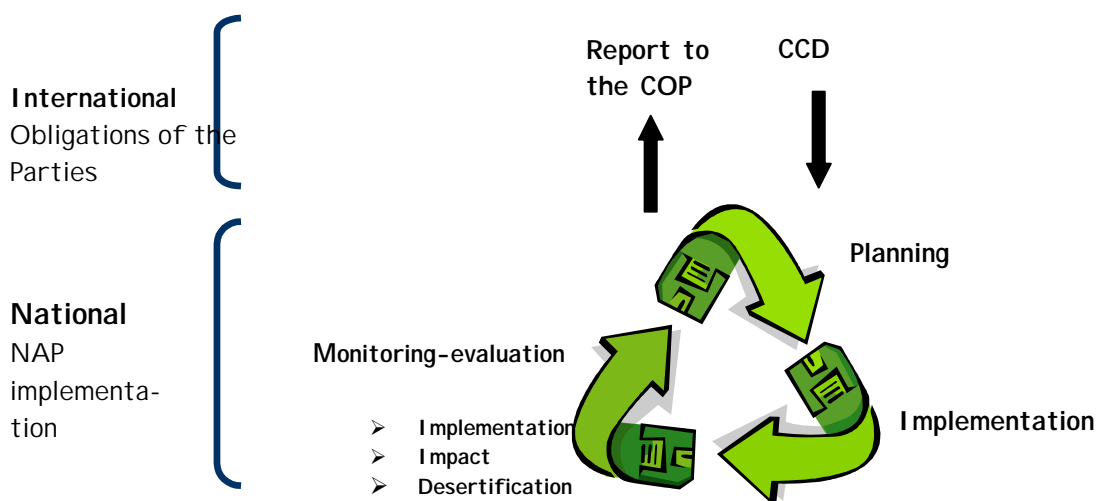 International
Obligations of the
Parties
Report to
the COP
CCD
National
NAP
implementa-
tion
Planning
Monitoring-evaluation
Implementation
➢ Implementation
➢ Impact
➢ Desertification